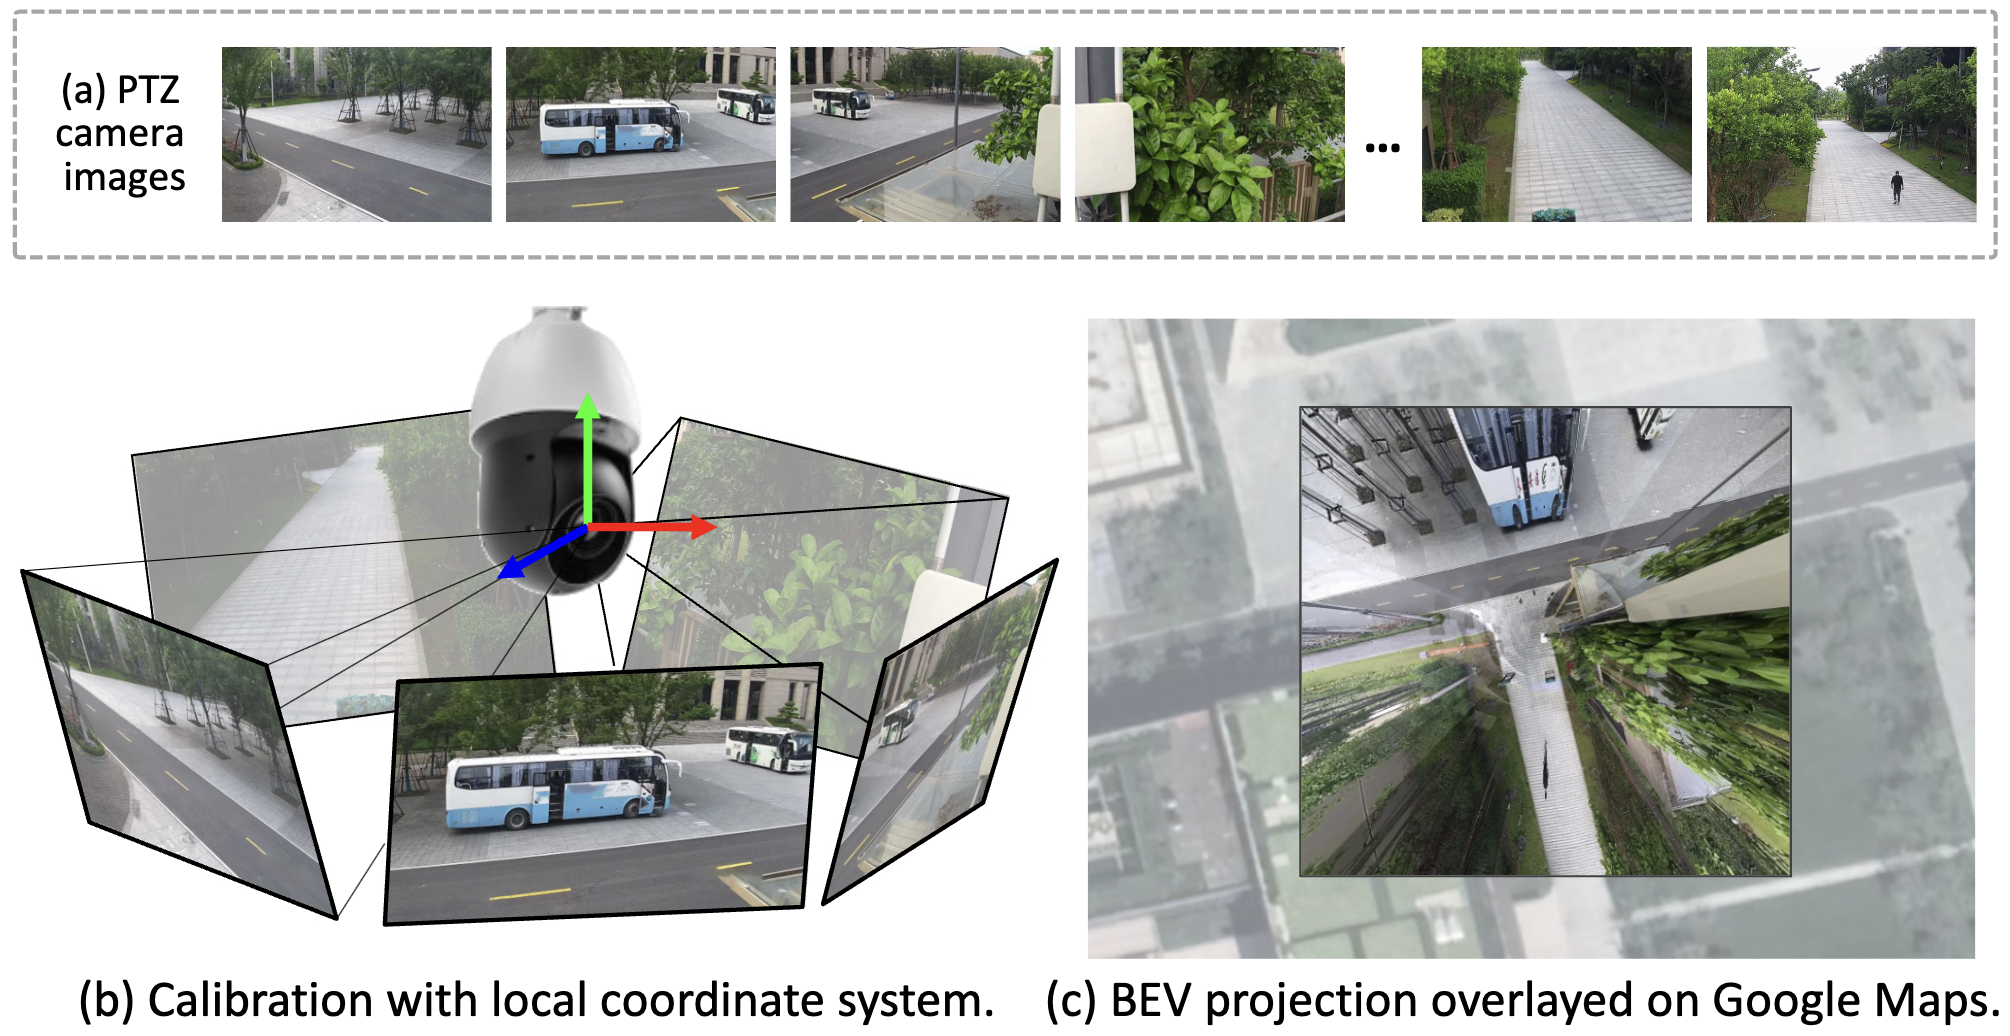 (a) PTZ
camera
images
...
(b) Calibration with local coordinate system.
(c) BEV projection overlayed on Google Maps.